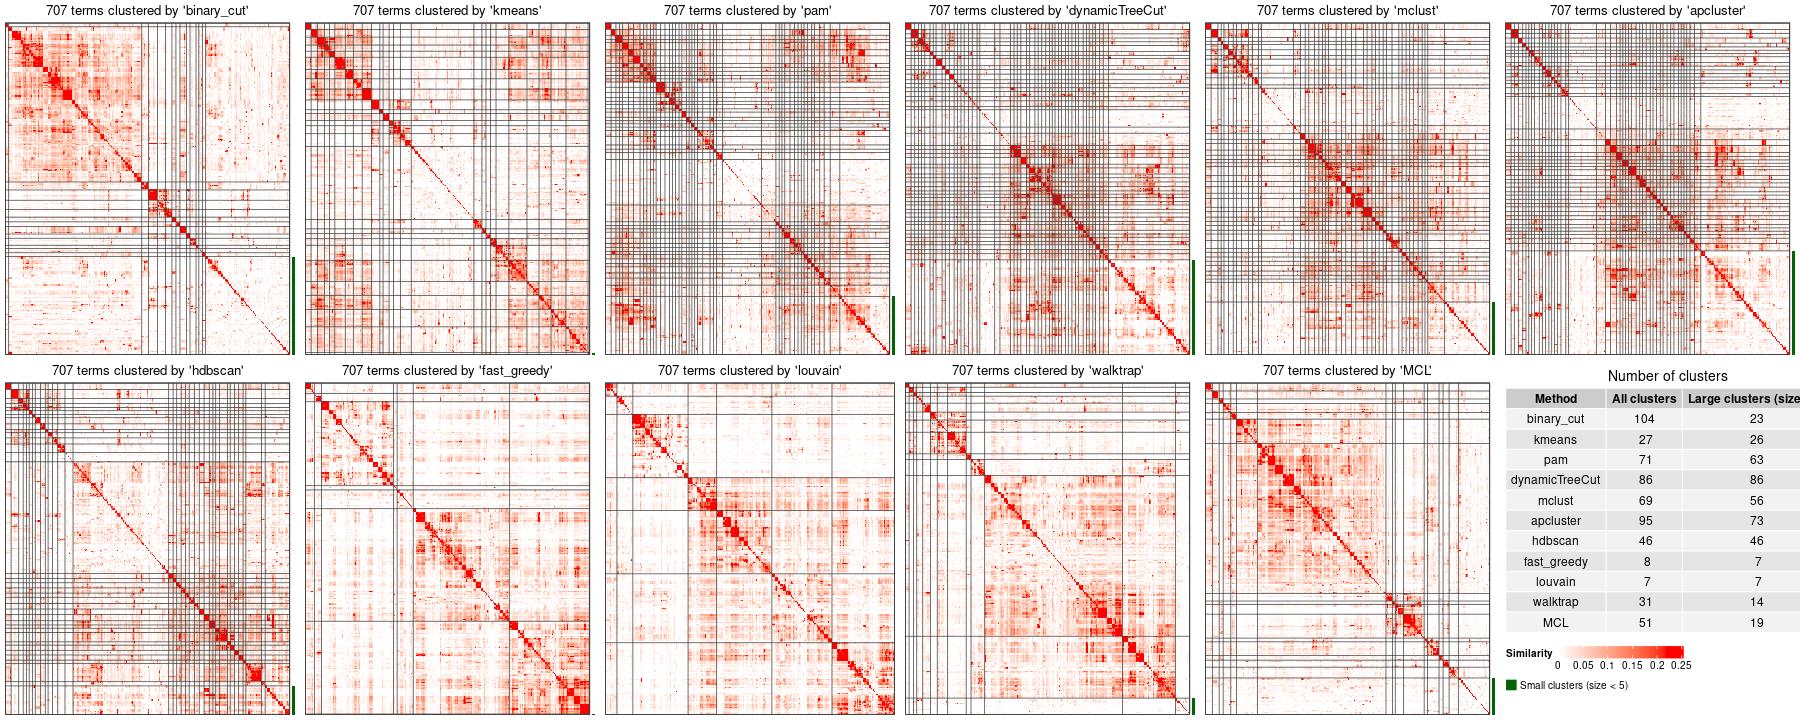 707 terms clustered by 'binary_cut'
707 terms clustered by 'kmeans'
707 terms clustered by 'pam'
707 terms clustered by 'dynamicTreeCut'
707 terms clustered by 'mclust'
707 terms clustered by 'apcluster'
707 terms clustered by 'hdbscan'
707 terms clustered by 'fast_greedy'
707 terms clustered by 'louvain'
707 terms clustered by 'walktrap'
707 terms clustered by 'MCL'
Number of clusters
Method All clusters Large clusters (size
binary_cut 104 23
kmeans 27 26
pam 71 63
dynamicTreeCut 86 86
mclust 69 56
apcluster 95 73
hdbscan 46 46
fast_greedy 8 7
louvain 7 7
walktrap 31 14
MCL 51 19
Similarity
0 0.05 0.1 0.15 0.2 0.25
Small clusters (size < 5)